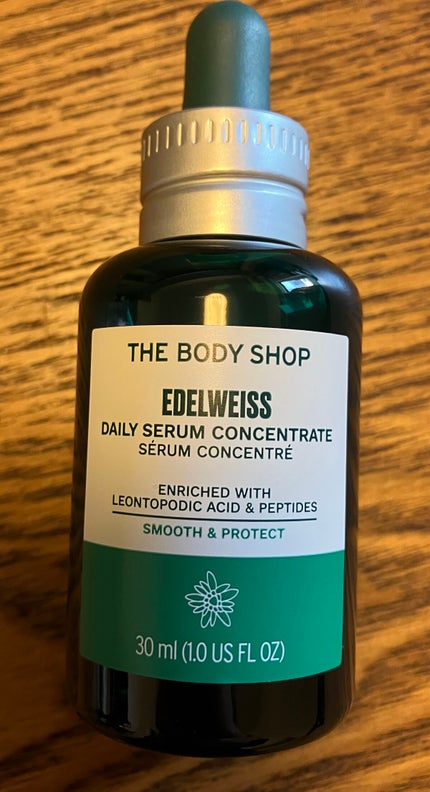 THE BODY SHOP
EDELWEISS
DAILY SERUM CONCENTRATE
SÉRUM CONCENTRÉ
ENRICHED WITH
LEONTOPODIC ACID & PEPTIDES
SMOOTH & PROTECT
30 ml (1.0 US FL OZ)